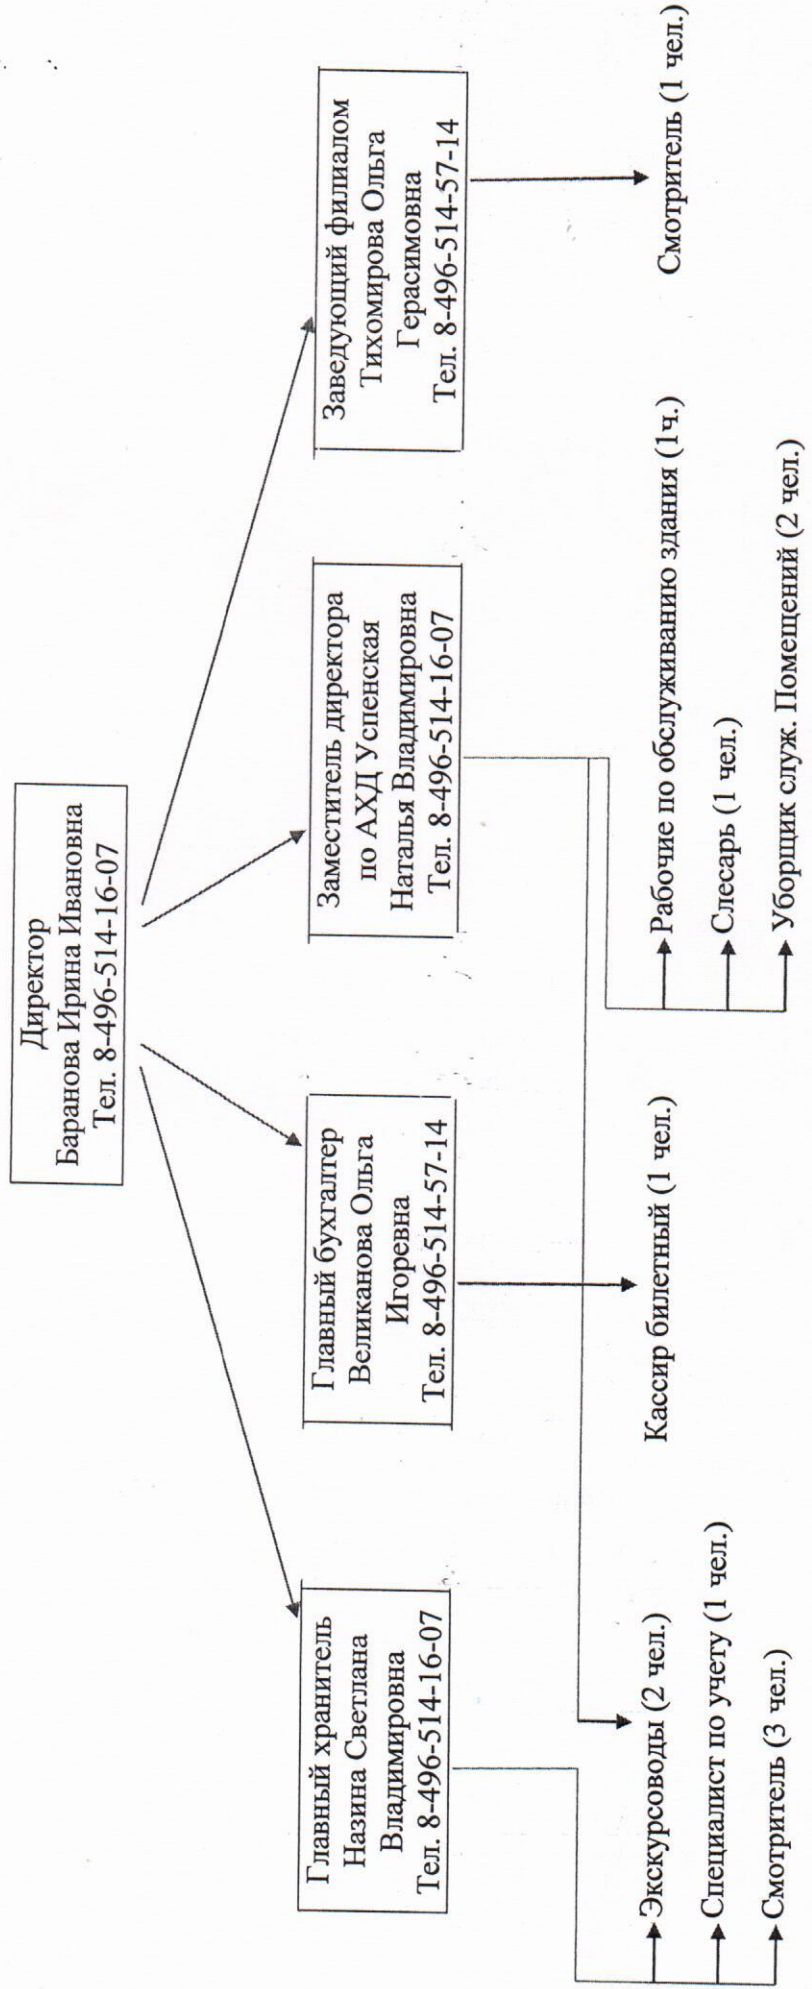 Директор
Баранова Ирина Ивановна
Тел. 8-496-514-16-07
Главный хранитель
Назина Светлана
Владимировна
Тел. 8-496-514-16-07
Главный бухгалтер
Великанова Ольга
Игоревна
Тел. 8-496-514-57-14
Заместитель директора
по АХД Успенская
Наталья Владимировна
Тел. 8-496-514-16-07
Заведующий филиалом
Тихомирова Ольга
Герасимовна
Тел. 8-496-514-57-14
Экскурсоводы (2 чел.)
Специалист по учету (1 чел.)
Смотритель (3 чел.)
Кассир билетный (1 чел.)
Рабочие по обслуживанию здания (1ч.)
Слесарь (1 чел.)
Уборщик служ. Помещений (2 чел.)
Смотритель (1 чел.)